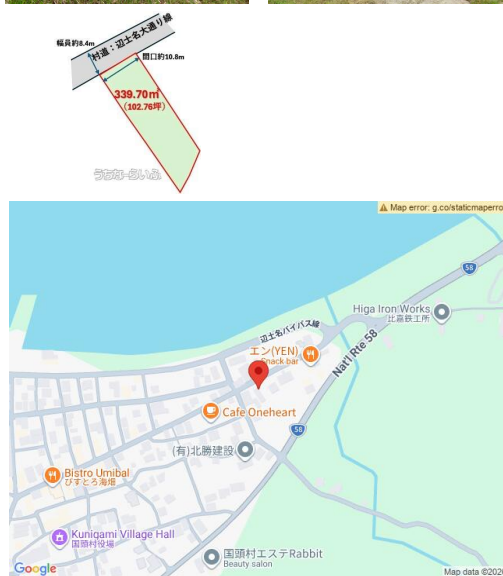 幅員約8.4m
村道：辺土名大通り線
間口約10.8m
339.70㎡
（102.76坪）
うちなーらいふ
Map error: g.co/staticmaperro
58
Higa Iron Works
比嘉鉄工所
辺土名バイパス線
エン(YEN)
Snack bar
Nat'l Rte 58
Cafe Oneheart
58
(有)北勝建設
Bistro Umibal
びすとろ海畑
Kunigami Village Hall
国頭村役場
国頭村エステRabbit
Beauty salon
Google
Map data ©2026